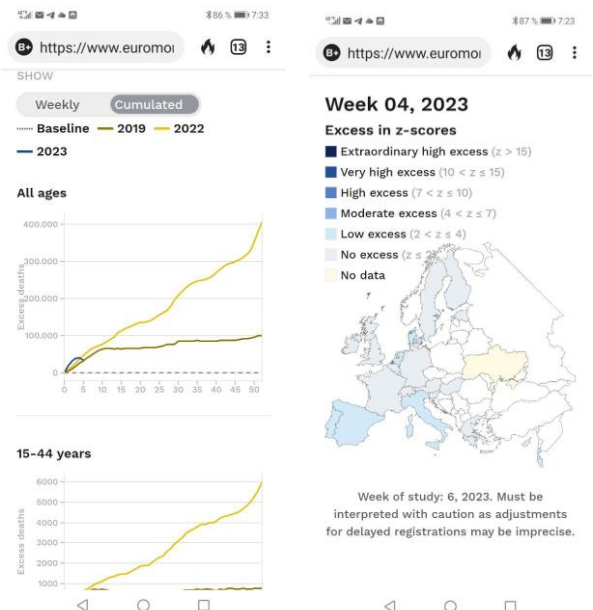 86 % 7:33
https://www.euromoı
13
SHOW
Weekly Cumulated
Baseline 2019 2022
2023
All ages
Excess deaths
400.000
300.000
200.000
100.000
0
0 5 10 15 20 25 30 35 40 45 50
15-44 years
Excess deaths
6000
5000
4000
3000
2000
1000
87 % 7:23
https://www.euromoı
13
Week 04, 2023
Excess in z-scores
Extraordinary high excess (z > 15)
Very high excess (10 < z ≤ 15)
High excess (7 < z ≤ 10)
Moderate excess (4 < z ≤ 7)
Low excess (2 < z ≤ 4)
No excess (z ≤
No data
Week of study: 6, 2023. Must be
interpreted with caution as adjustments
for delayed registrations may be imprecise.